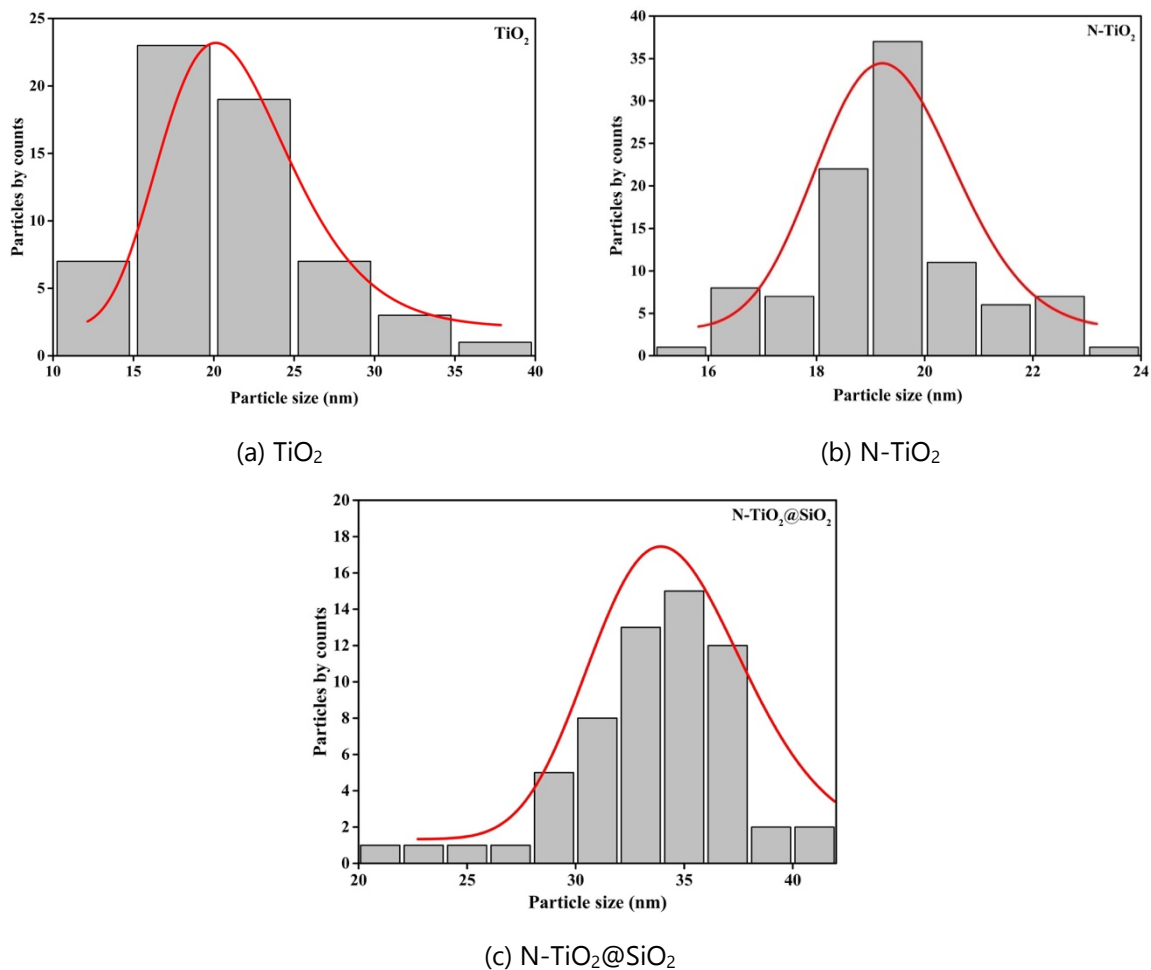 TiO₂
25
20
15
10
5
0
10 15 20 25 30 35 40
Particles by counts
Particle size (nm)
(a) TiO₂
N-TiO₂
40
35
30
25
20
15
10
5
0
16 18 20 22 24
Particles by counts
Particle size (nm)
(b) N-TiO₂
N-TiO₂@SiO₂
20
18
16
14
12
10
8
6
4
2
0
20 25 30 35 40
Particles by counts
Particle size (nm)
(c) N-TiO₂@SiO₂